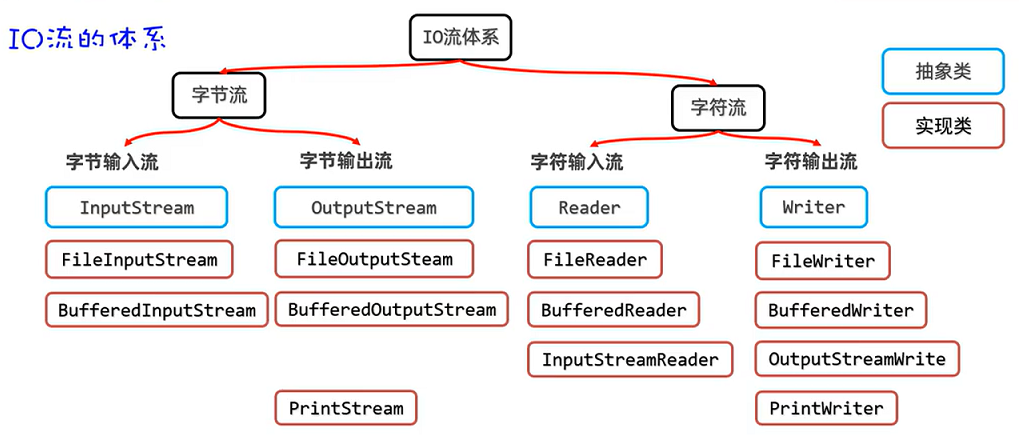 IO流的体系
IO流体系
字节流
字符流
抽象类
实现类
字节输入流
字节输出流
字符输入流
字符输出流
InputStream
OutputStream
Reader
Writer
FileInputStream
FileOutputSteam
FileReader
FileWriter
BufferedInputStream
BufferedOutputStream
BufferedReader
BufferedWriter
InputStreamReader
OutputStreamWrite
PrintStream
PrintWriter